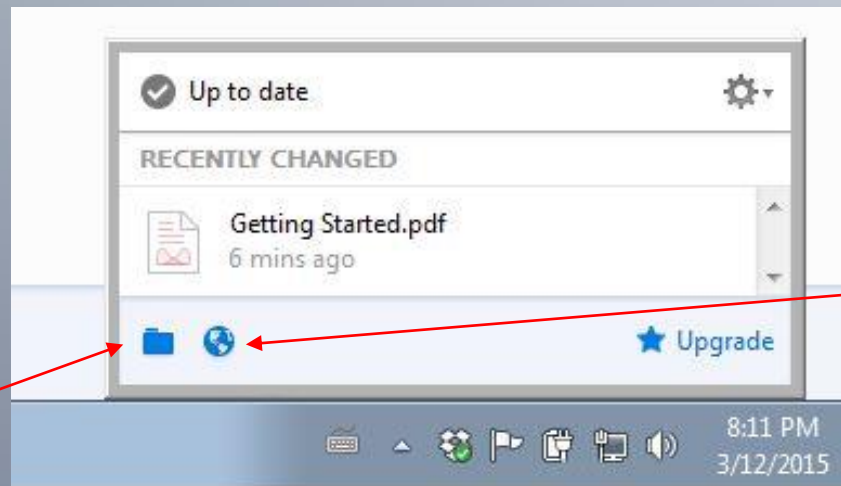 Up to date
RECENTLY CHANGED
Getting Started.pdf
6 mins ago
Upgrade
8:11 PM
3/12/2015